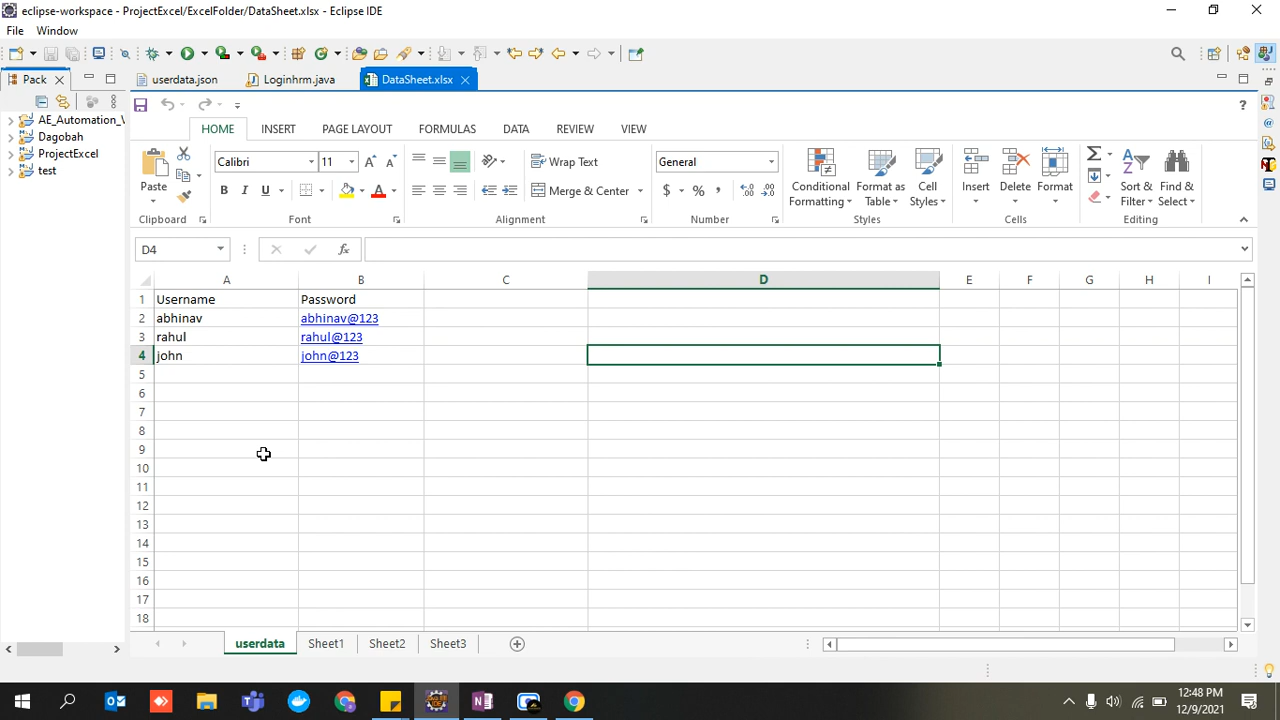 eclipse-workspace - ProjectExcel/ExcelFolder/DataSheet.xlsx - Eclipse IDE
File Window
Pack
userdata.json
Loginhrm.java
DataSheet.xlsx
AE_Automation_V
Dagobah
ProjectExcel
test
HOME INSERT PAGE LAYOUT FORMULAS DATA REVIEW VIEW
?
Paste
Clipboard
Calibri 11
B I U
Font
Wrap Text
Merge & Center
Alignment
General
$ % ,
Number
Conditional Formatting
Format as Table
Cell Styles
Styles
Insert
Delete
Format
Cells
Sort & Filter
Find & Select
Editing
D4
fx
A B C D E F G H I
1 Username Password
2 abhinav abhinav@123
3 rahul rahul@123
4 john john@123
5
6
7
8
9
10
11
12
13
14
15
16
17
18
userdata Sheet1 Sheet2 Sheet3
12:48 PM
12/9/2021